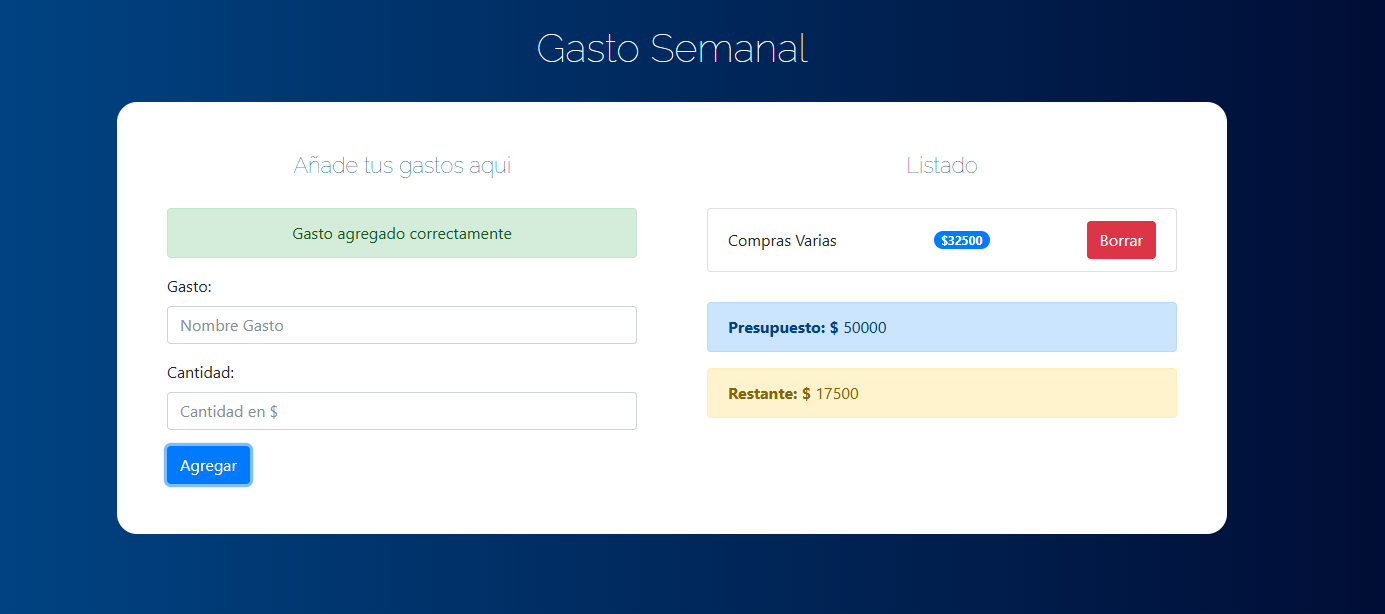 Gasto Semanal
Añade tus gastos aqui
Gasto agregado correctamente
Gasto:
Nombre Gasto
Cantidad:
Cantidad en $
Agregar
Listado
Compras Varias
$32500
Borrar
Presupuesto: $ 50000
Restante: $ 17500